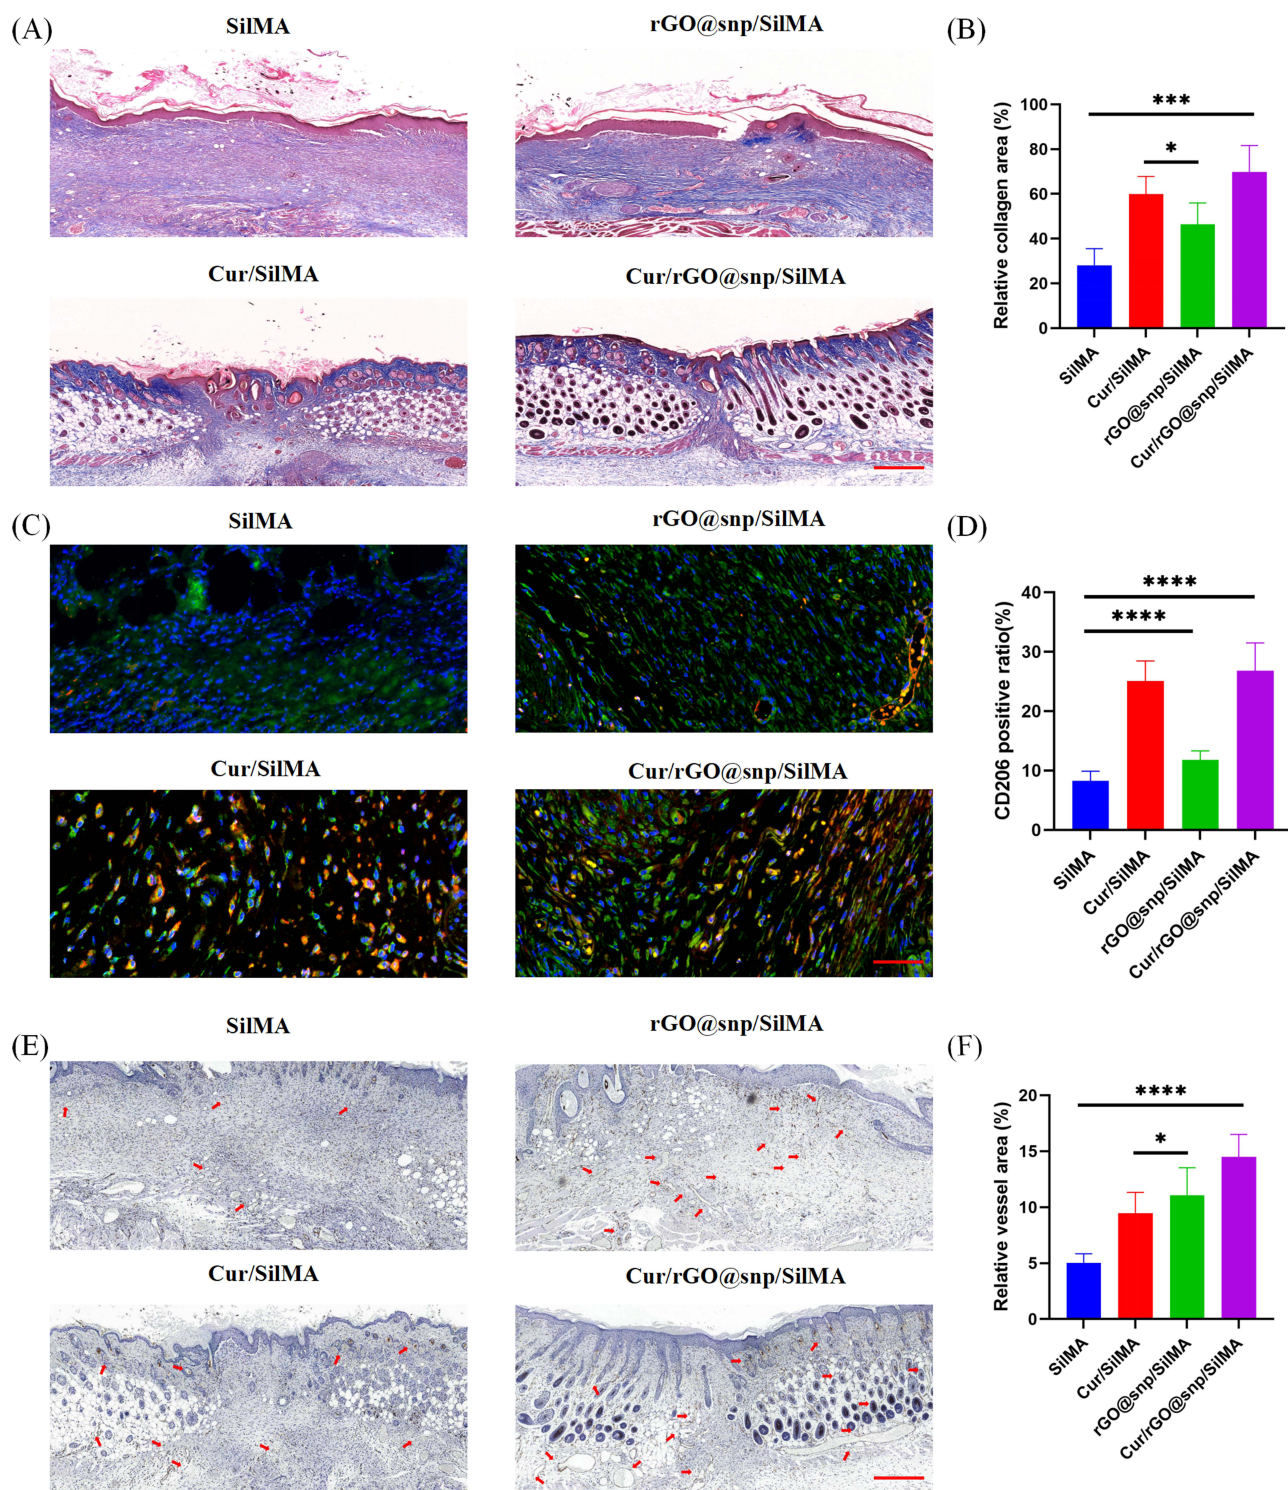 (A)
SilMA
rGO@snp/SilMA
Cur/SilMA
Cur/rGO@snp/SilMA
(B)
Relative collagen area (%)
100
80
60
40
20
0
***
*
SilMA
Cur/SilMA
rGO@snp/SilMA
Cur/rGO@snp/SilMA
(C)
SilMA
rGO@snp/SilMA
Cur/SilMA
Cur/rGO@snp/SilMA
(D)
CD206 positive ratio(%)
40
30
20
10
0
****
****
SilMA
Cur/SilMA
rGO@snp/SilMA
Cur/rGO@snp/SilMA
(E)
SilMA
rGO@snp/SilMA
Cur/SilMA
Cur/rGO@snp/SilMA
(F)
Relative vessel area (%)
20
15
10
5
0
****
*
SilMA
Cur/SilMA
rGO@snp/SilMA
Cur/rGO@snp/SilMA